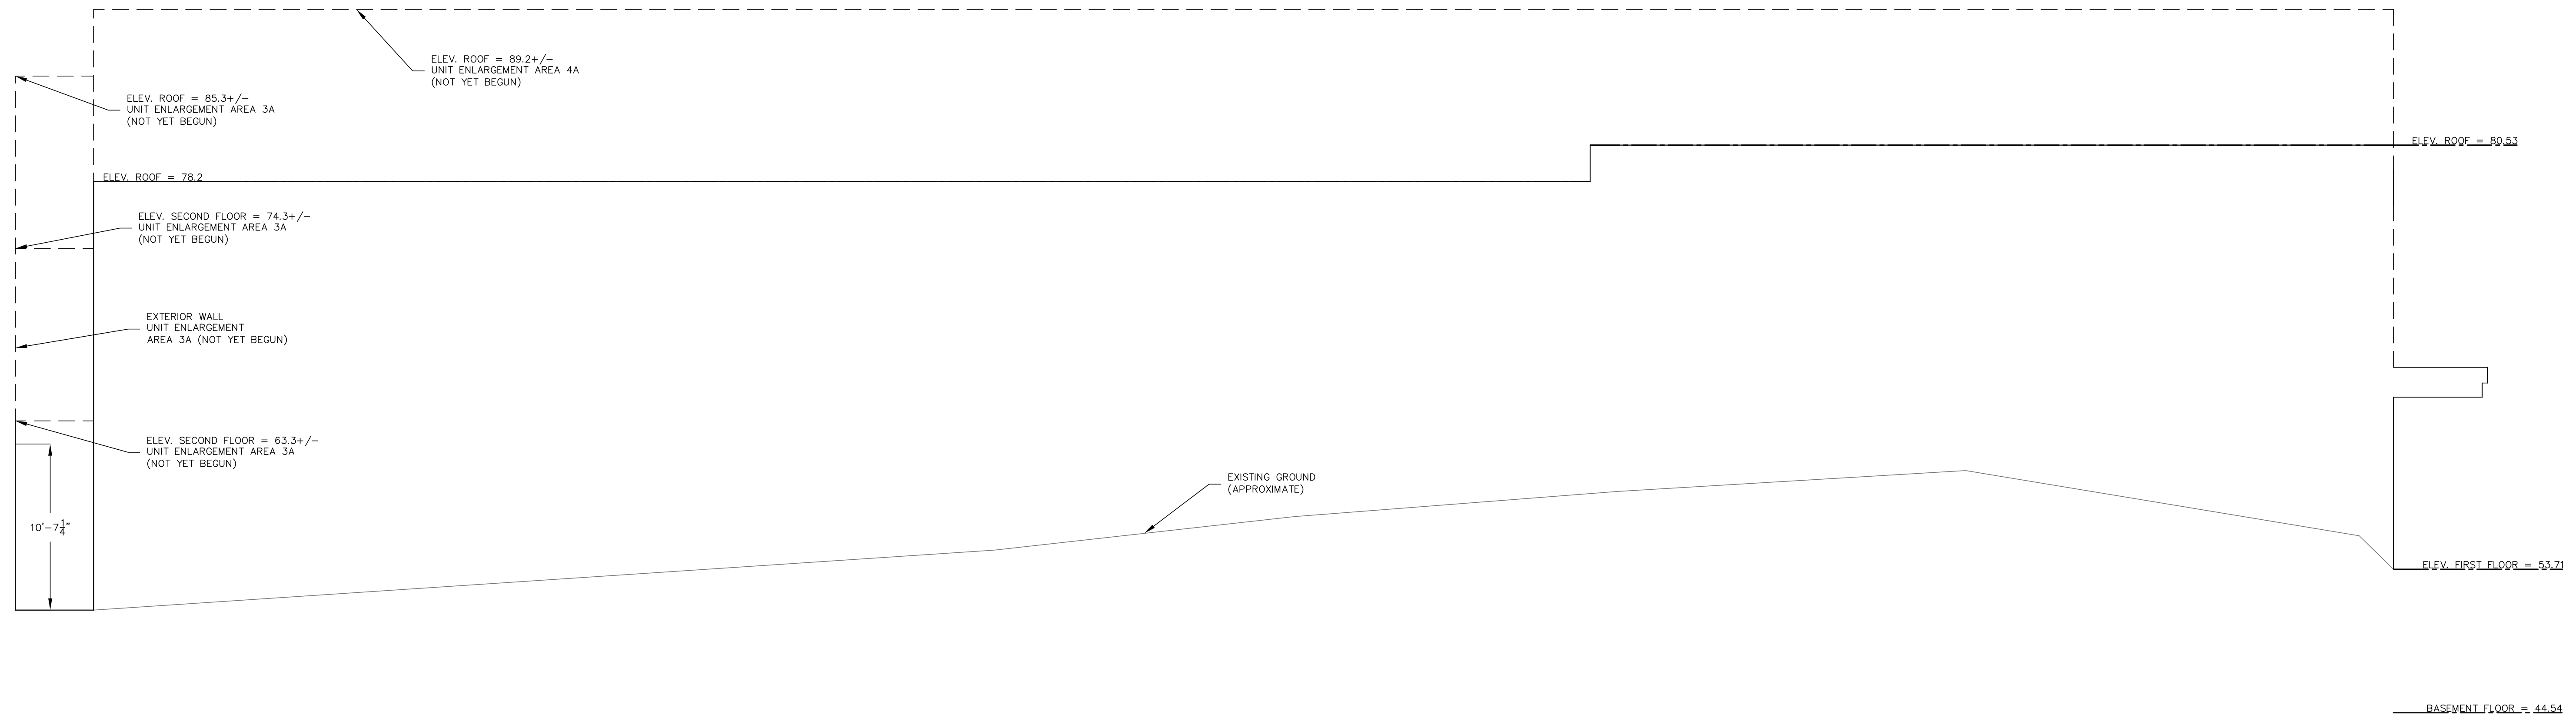 ELEV. ROOF = 89.2+/-
UNIT ENLARGEMENT AREA 4A
(NOT YET BEGUN)
ELEV. ROOF = 85.3+/-
UNIT ENLARGEMENT AREA 3A
(NOT YET BEGUN)
ELEV. ROOF = 80.53
ELEV. ROOF = 78.2
ELEV. SECOND FLOOR = 74.3+/-
UNIT ENLARGEMENT AREA 3A
(NOT YET BEGUN)
EXTERIOR WALL
UNIT ENLARGEMENT
AREA 3A (NOT YET BEGUN)
ELEV. SECOND FLOOR = 63.3+/-
UNIT ENLARGEMENT AREA 3A
(NOT YET BEGUN)
EXISTING GROUND
(APPROXIMATE)
10'-7 1/4"
ELEV. FIRST FLOOR = 53.71
BASEMENT FLOOR = 44.54